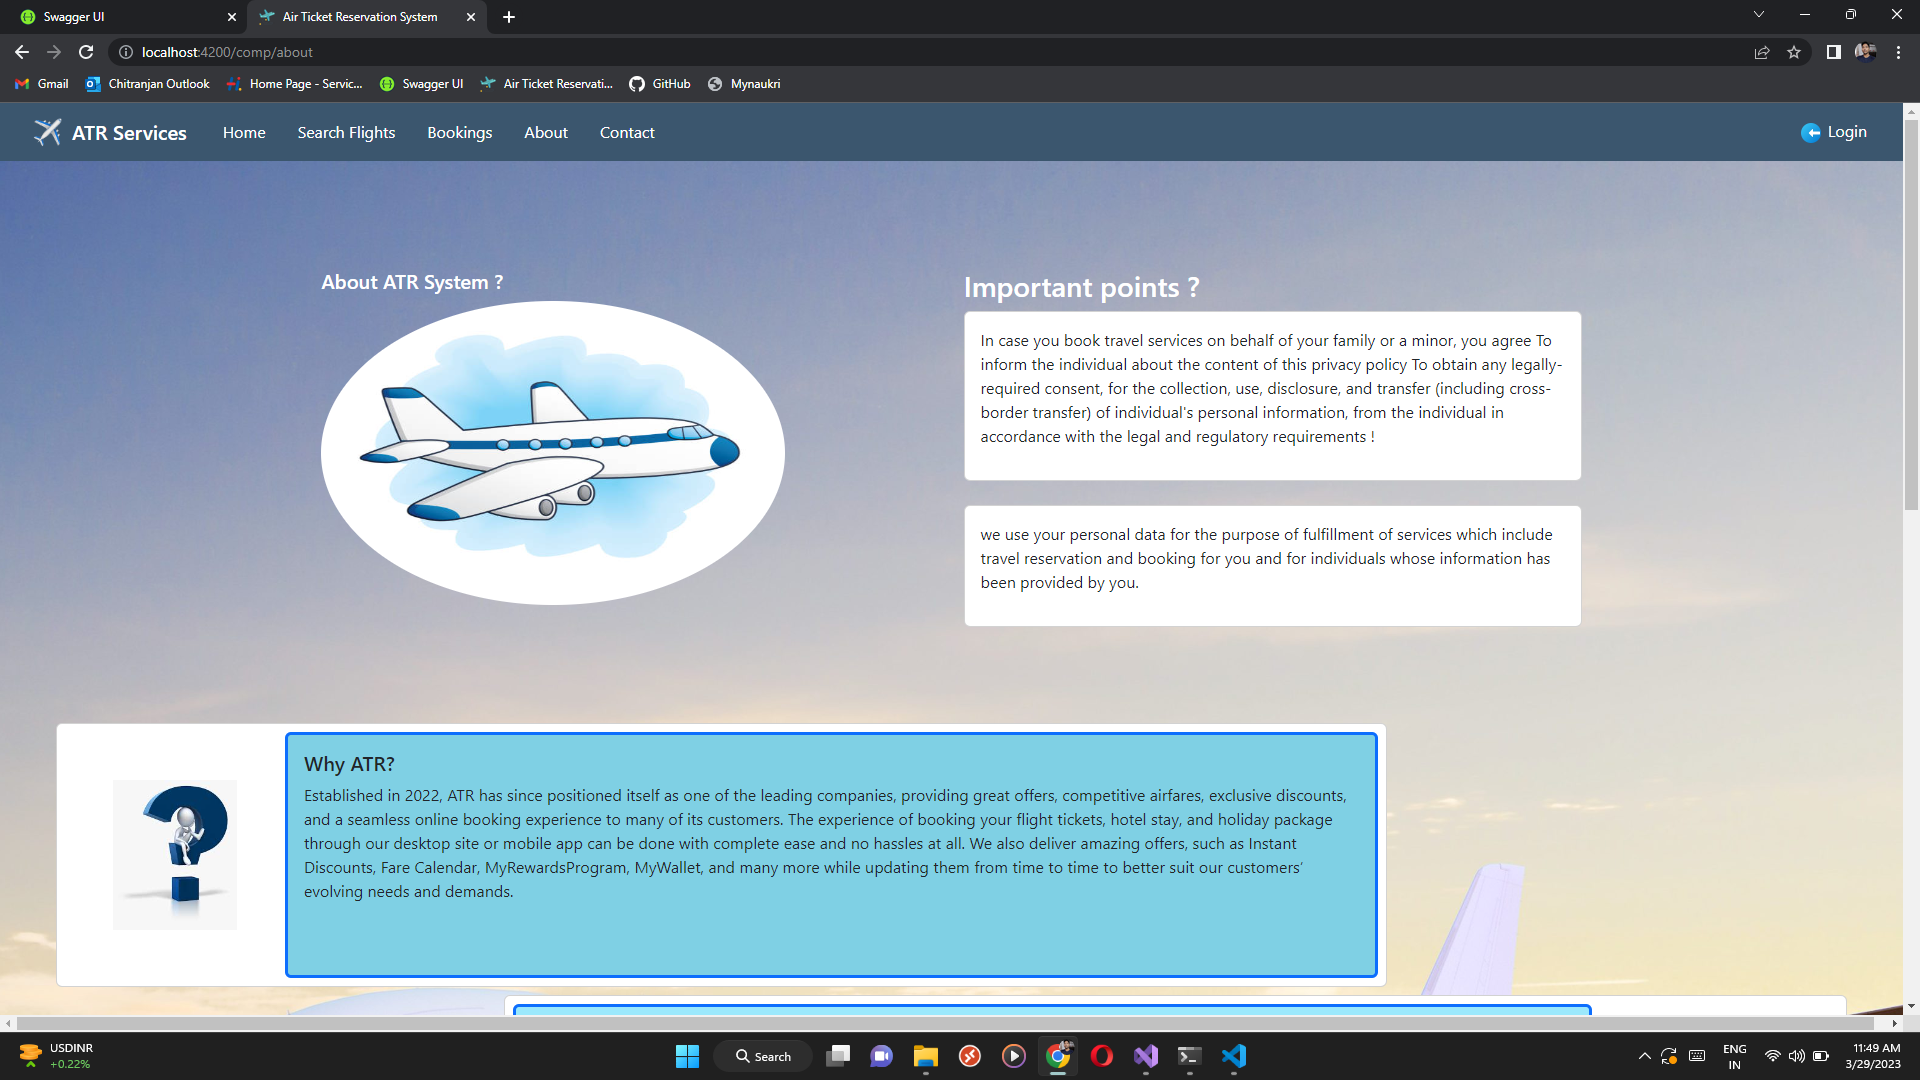 Swagger UI
Air Ticket Reservation System
localhost:4200/comp/about
Gmail
Chitranjan Outlook
Home Page - Servic...
Swagger UI
Air Ticket Reservati...
GitHub
Mynaukri
ATR Services
Home
Search Flights
Bookings
About
Contact
Login
About ATR System ?
Important points ?
In case you book travel services on behalf of your family or a minor, you agree To
inform the individual about the content of this privacy policy To obtain any legally-
required consent, for the collection, use, disclosure, and transfer (including cross-
border transfer) of individual's personal information, from the individual in
accordance with the legal and regulatory requirements !
we use your personal data for the purpose of fulfillment of services which include
travel reservation and booking for you and for individuals whose information has
been provided by you.
Why ATR?
Established in 2022, ATR has since positioned itself as one of the leading companies, providing great offers, competitive airfares, exclusive discounts,
and a seamless online booking experience to many of its customers. The experience of booking your flight tickets, hotel stay, and holiday package
through our desktop site or mobile app can be done with complete ease and no hassles at all. We also deliver amazing offers, such as Instant
Discounts, Fare Calendar, MyRewardsProgram, MyWallet, and many more while updating them from time to time to better suit our customers'
evolving needs and demands.
USDINR
+0.22%
Search
ENG
IN
11:49 AM
3/29/2023